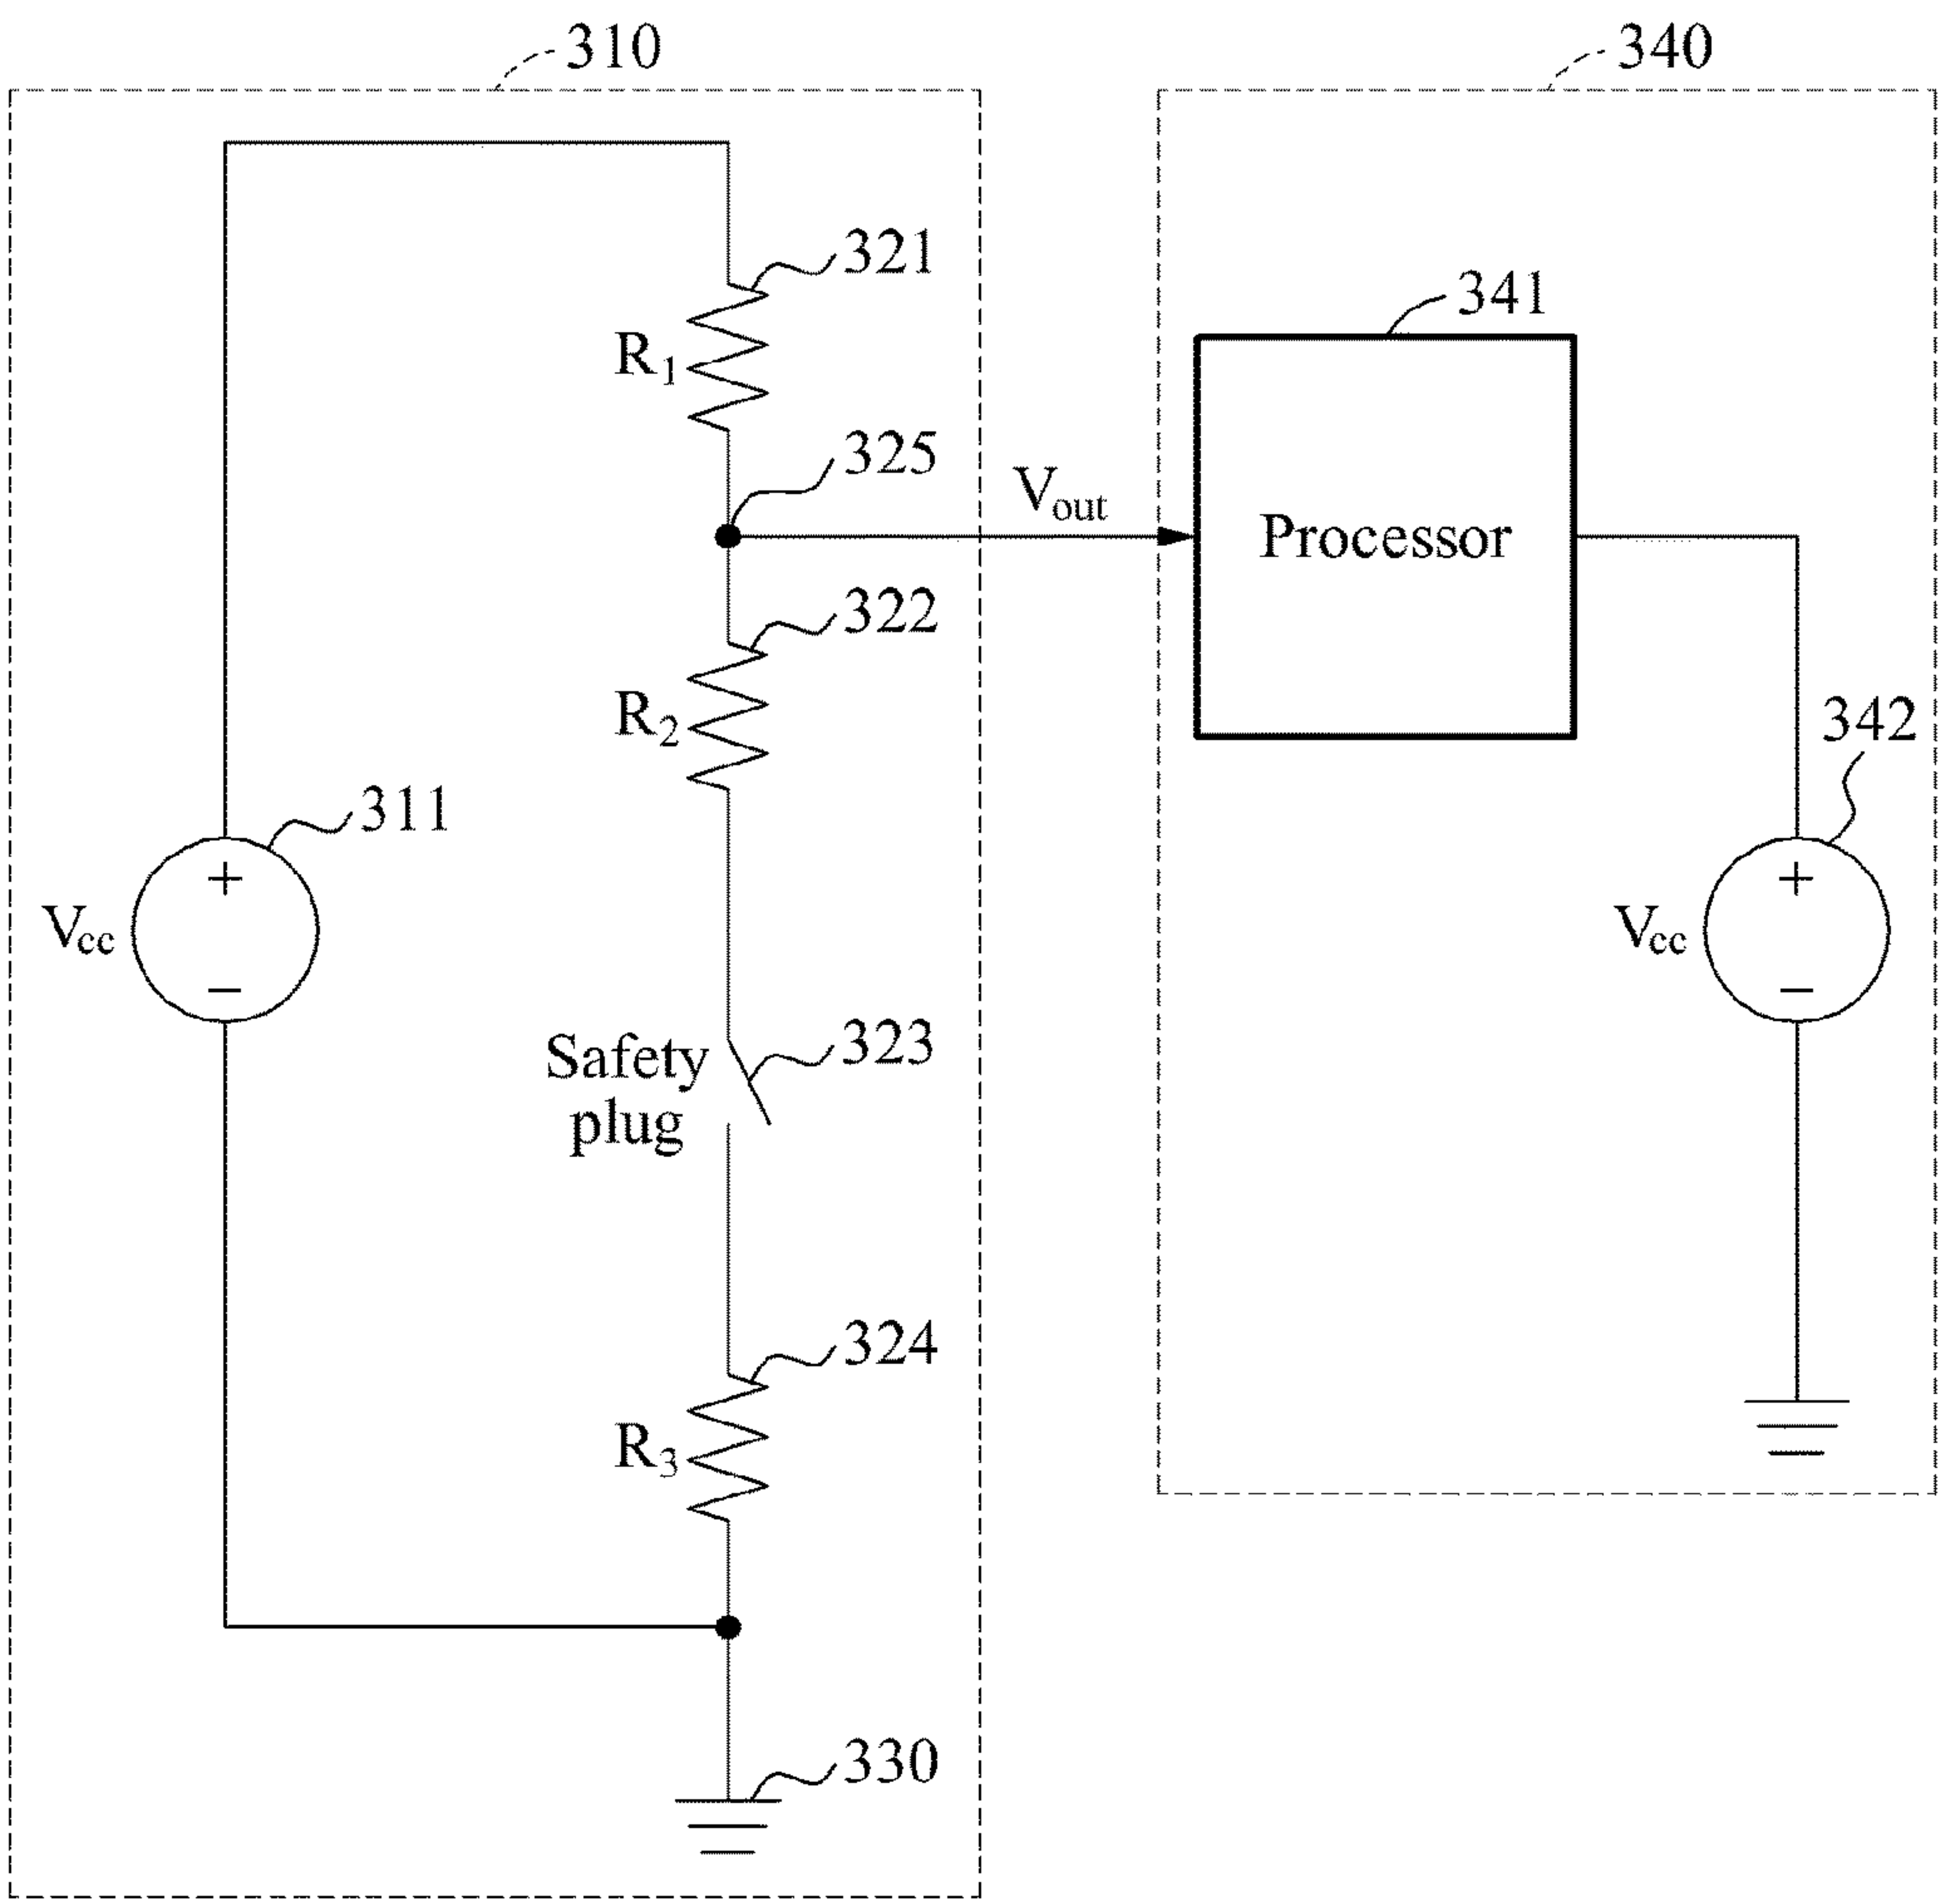 310
340
321
R1
341
325
Vout
Processor
322
R2
342
311
+
Vcc
−
+
Vcc
−
Safety
plug
323
324
R3
330